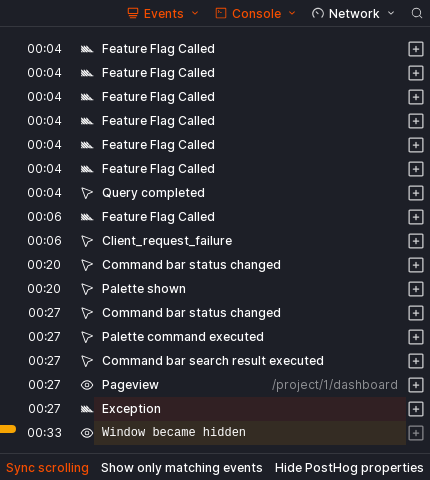 Events Console Network
00:04 Feature Flag Called
00:04 Feature Flag Called
00:04 Feature Flag Called
00:04 Feature Flag Called
00:04 Feature Flag Called
00:04 Feature Flag Called
00:04 Query completed
00:06 Feature Flag Called
00:06 Client_request_failure
00:20 Command bar status changed
00:20 Palette shown
00:27 Command bar status changed
00:27 Palette command executed
00:27 Command bar search result executed
00:27 Pageview /project/1/dashboard
00:27 Exception
00:33 Window became hidden
Sync scrolling Show only matching events Hide PostHog properties